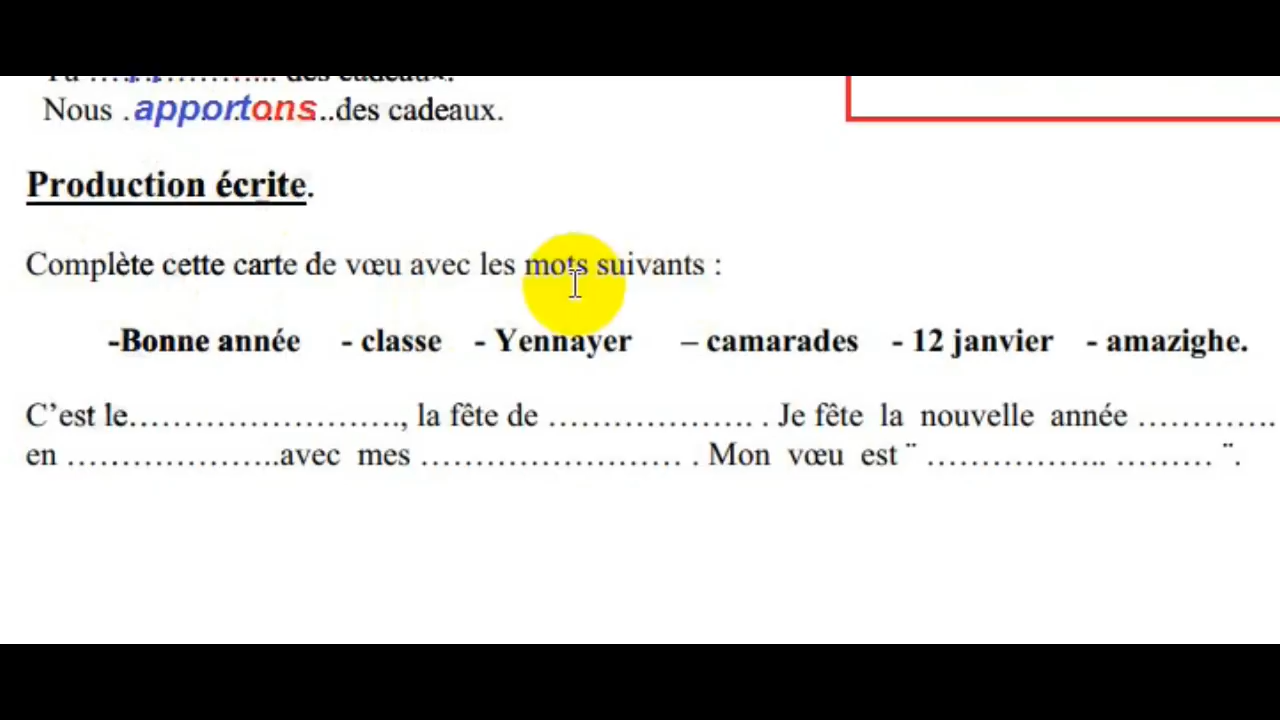 Nous .apportons..des cadeaux.
Production écrite.
Complète cette carte de vœu avec les mots suivants :
-Bonne année - classe - Yennayer – camarades - 12 janvier - amazighe.
C’est le……………………., la fête de ………………. . Je fête la nouvelle année ………….
en ………………..avec mes …………………… . Mon vœu est ¨ …………….. ……… ¨.